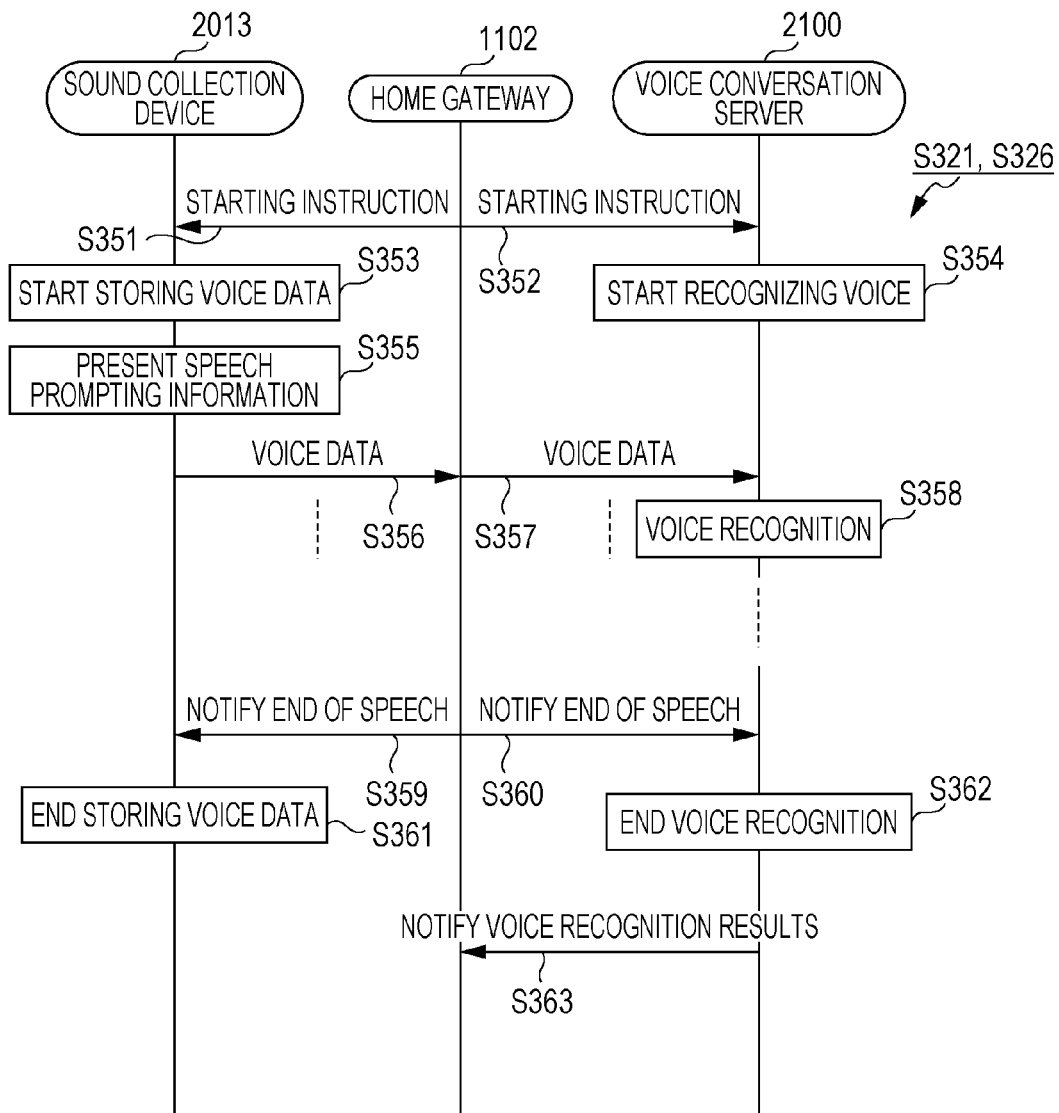 2013
1102
2100
SOUND COLLECTION
DEVICE
HOME GATEWAY
VOICE CONVERSATION
SERVER
S321, S326
STARTING INSTRUCTION
STARTING INSTRUCTION
S351
S352
S353
START STORING VOICE DATA
S354
START RECOGNIZING VOICE
S355
PRESENT SPEECH
PROMPTING INFORMATION
VOICE DATA
VOICE DATA
S356
S357
S358
VOICE RECOGNITION
NOTIFY END OF SPEECH
NOTIFY END OF SPEECH
S359
S360
END STORING VOICE DATA
S361
S362
END VOICE RECOGNITION
NOTIFY VOICE RECOGNITION RESULTS
S363